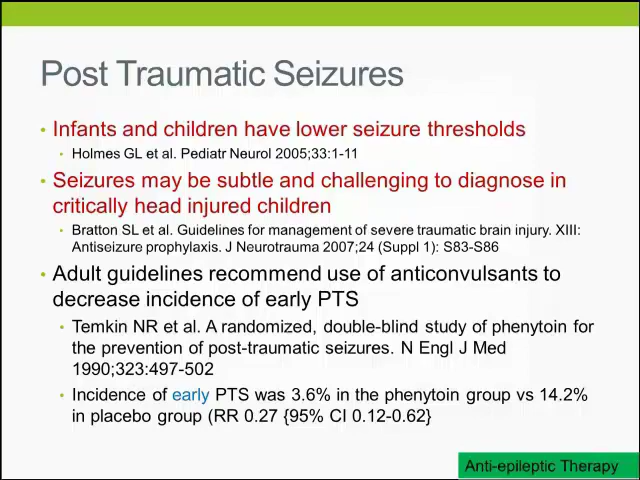 Post Traumatic Seizures
• Infants and children have lower seizure thresholds
• Holmes GL et al. Pediatr Neurol 2005;33:1-11
• Seizures may be subtle and challenging to diagnose in
critically head injured children
• Bratton SL et al. Guidelines for management of severe traumatic brain injury. XIII:
Antiseizure prophylaxis. J Neurotrauma 2007;24 (Suppl 1): S83-S86
• Adult guidelines recommend use of anticonvulsants to
decrease incidence of early PTS
• Temkin NR et al. A randomized, double-blind study of phenytoin for
the prevention of post-traumatic seizures. N Engl J Med
1990;323:497-502
• Incidence of early PTS was 3.6% in the phenytoin group vs 14.2%
in placebo group (RR 0.27 {95% CI 0.12-0.62}
Anti-epileptic Therapy